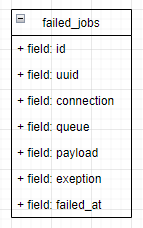 failed_jobs
+ field: id
+ field: uuid
+ field: connection
+ field: queue
+ field: payload
+ field: exeption
+ field: failed_at